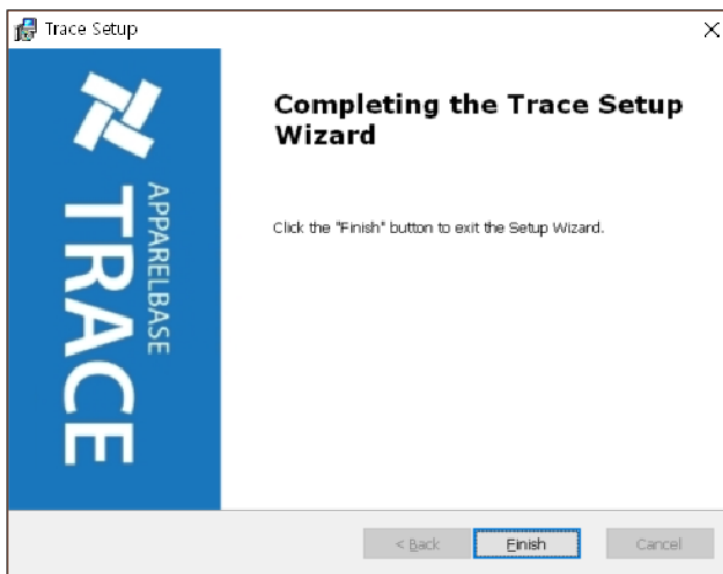 Trace Setup
APPARELBASE
TRACE
Completing the Trace Setup
Wizard
Click the "Finish" button to exit the Setup Wizard.
< Back
Finish
Cancel